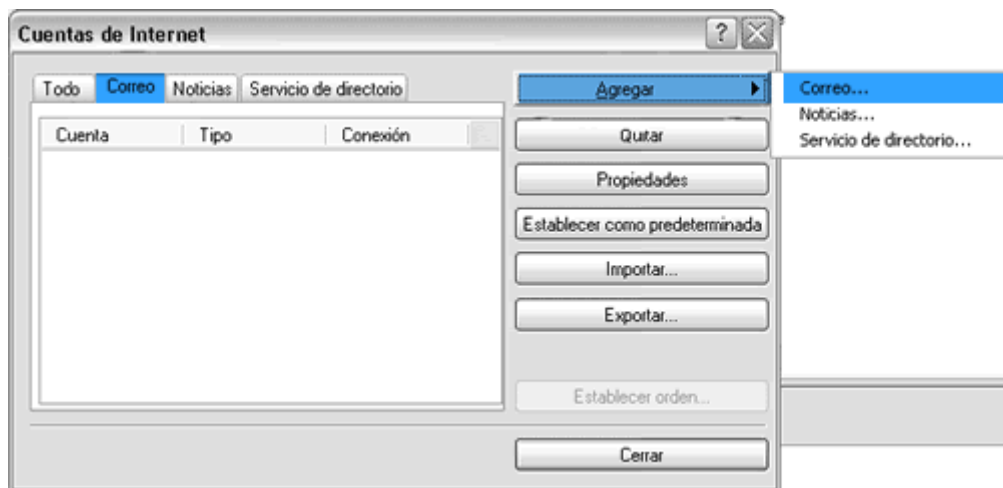 Cuentas de Internet
Todo Correo Noticias Servicio de directorio
Cuenta Tipo Conexión
Agregar
Quitar
Propiedades
Establecer como predeterminada
Importar...
Exportar...
Establecer orden...
Cerrar
Correo...
Noticias...
Servicio de directorio...